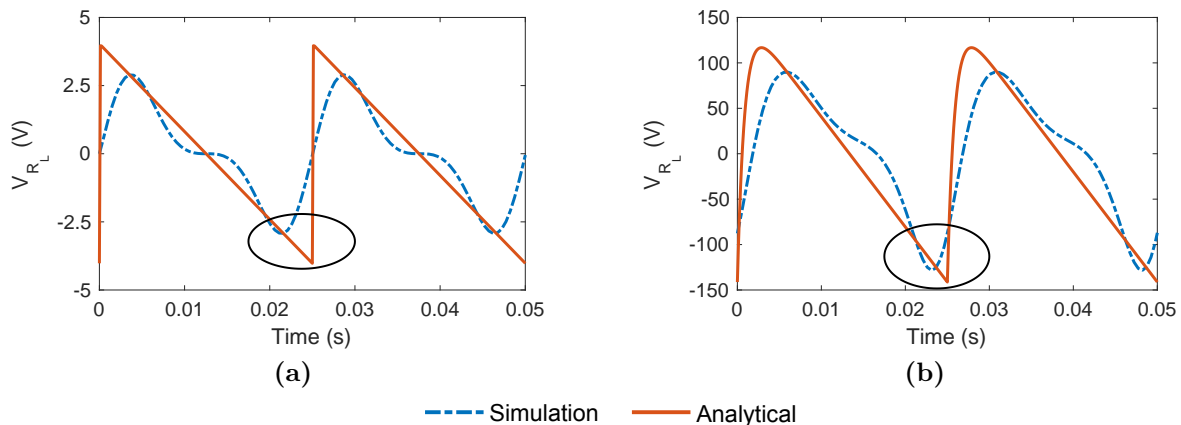 5
2.5
0
-2.5
-5
V_{R_L} (V)
0 0.01 0.02 0.03 0.04 0.05
Time (s)
(a)
150
100
50
0
-50
-100
-150
V_{R_L} (V)
0 0.01 0.02 0.03 0.04 0.05
Time (s)
(b)
Simulation Analytical